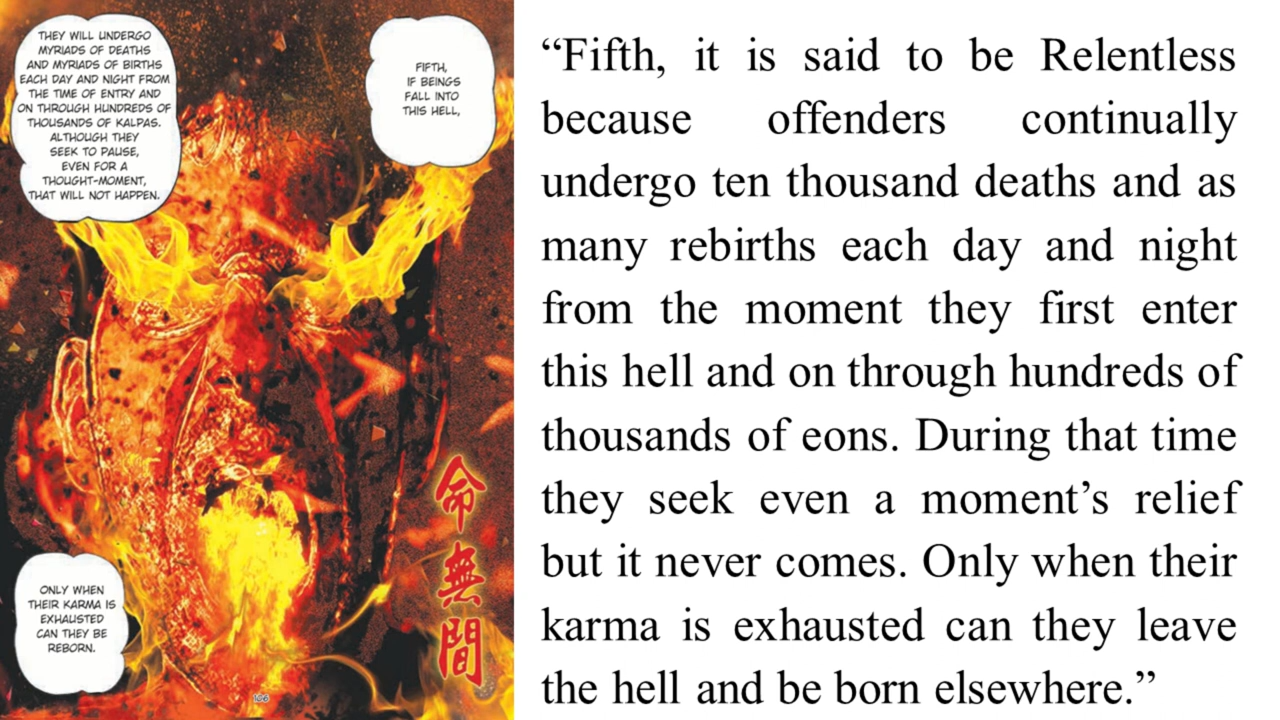 THEY WILL UNDERGO
MYRIADS OF DEATHS
AND MYRIADS OF BIRTHS
EACH DAY AND NIGHT FROM
THE TIME OF ENTRY AND
ON THROUGH HUNDREDS OF
THOUSANDS OF KALPAS.
ALTHOUGH THEY
SEEK TO PAUSE,
EVEN FOR A
THOUGHT-MOMENT,
THAT WILL NOT HAPPEN.
FIFTH,
IF BEINGS
FALL INTO
THIS HELL,
命無間
ONLY WHEN
THEIR KARMA IS
EXHAUSTED
CAN THEY BE
REBORN.
106
“Fifth, it is said to be Relentless
because offenders continually
undergo ten thousand deaths and as
many rebirths each day and night
from the moment they first enter
this hell and on through hundreds of
thousands of eons. During that time
they seek even a moment’s relief
but it never comes. Only when their
karma is exhausted can they leave
the hell and be born elsewhere.”